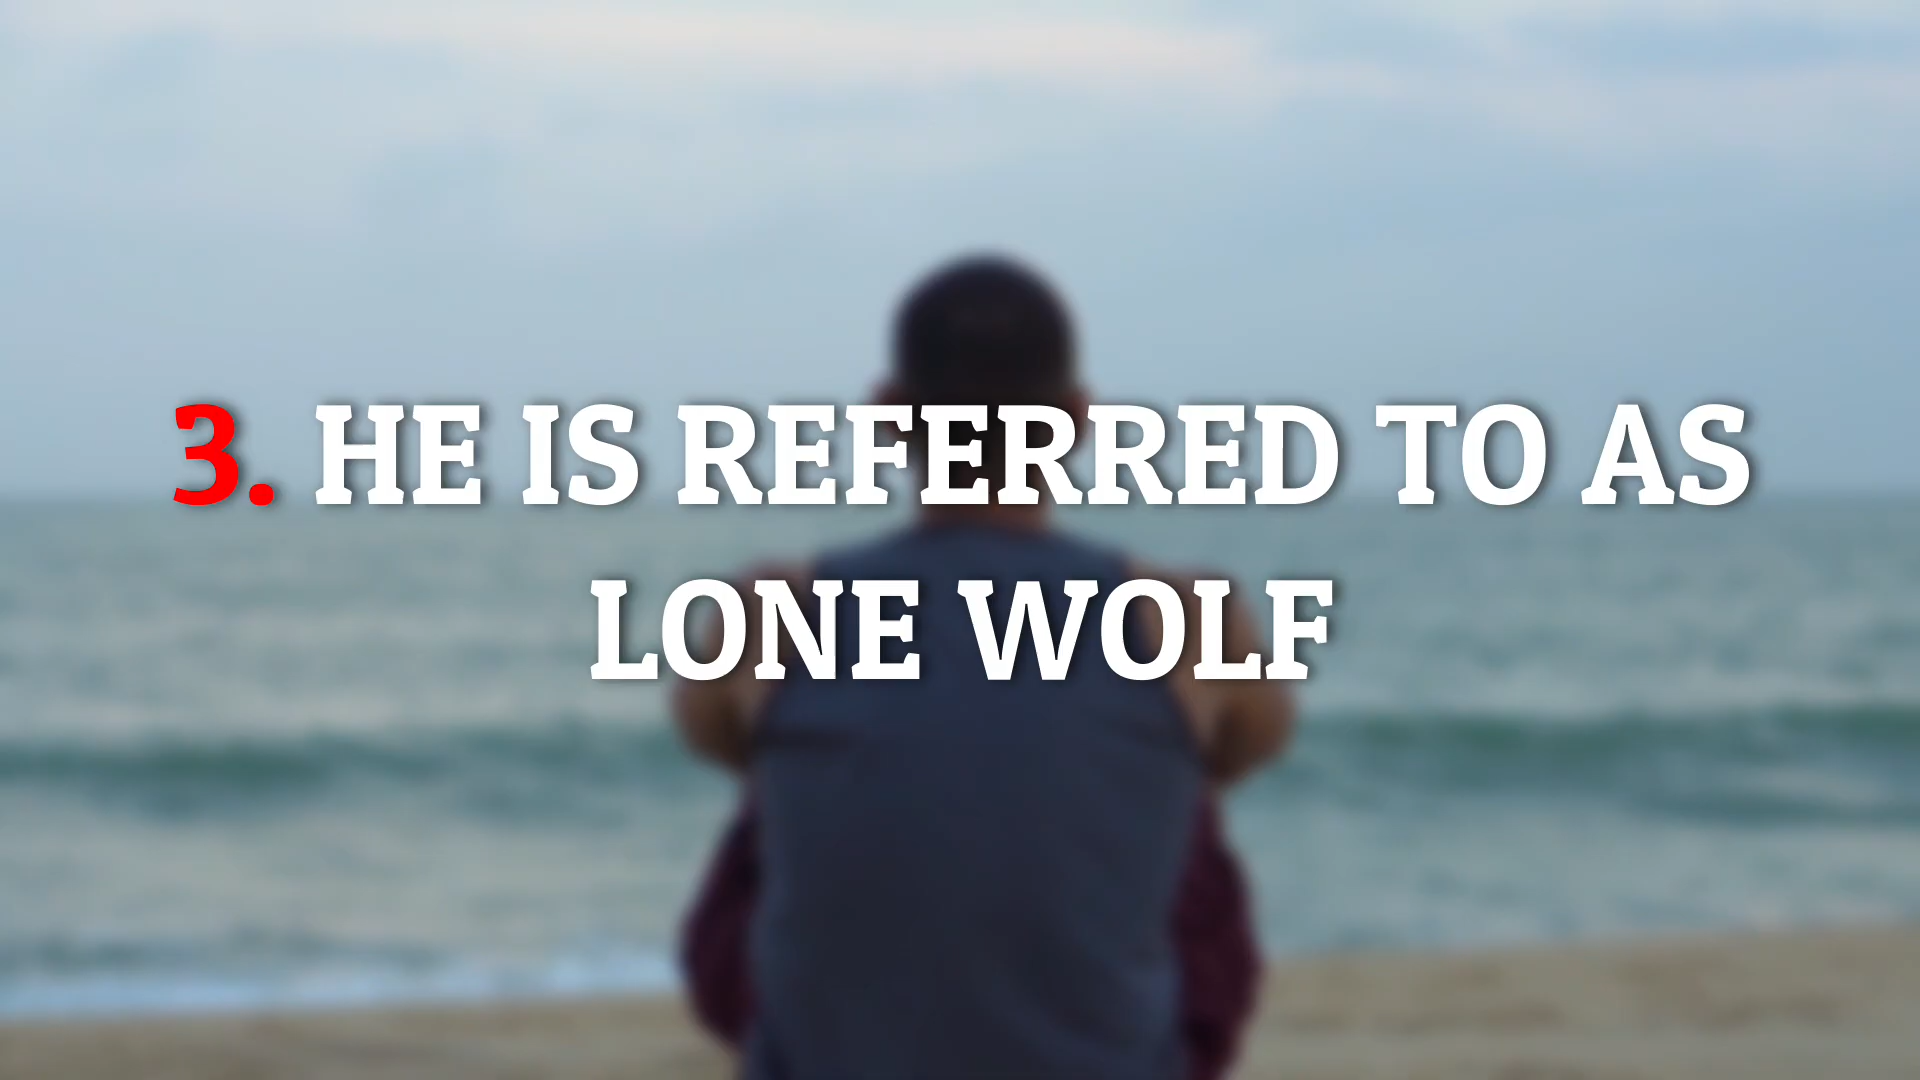 3. HE IS REFERRED TO AS
LONE WOLF